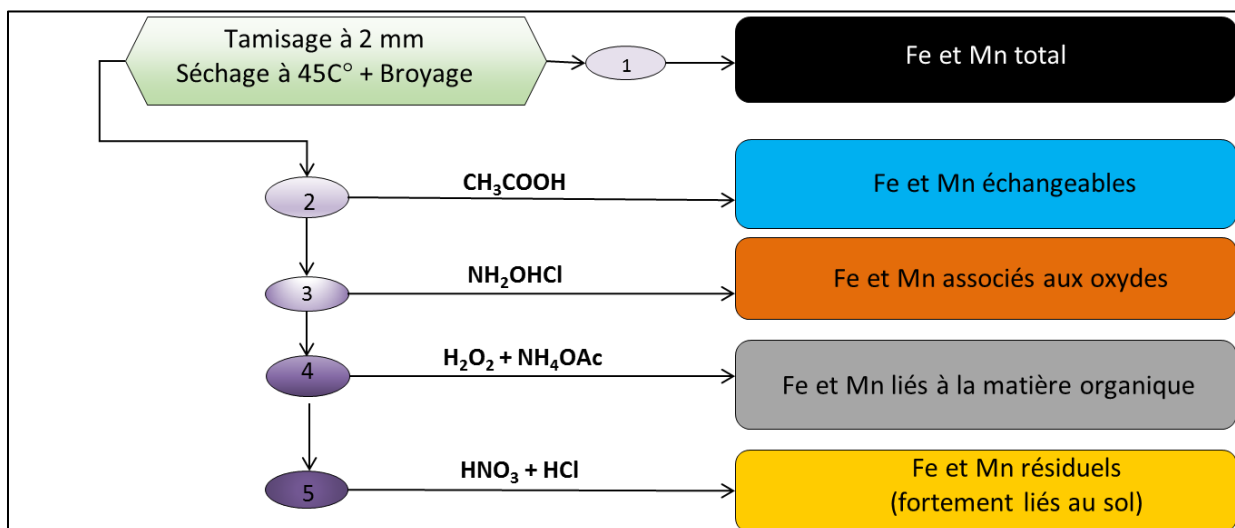 Tamisage à 2 mm
Séchage à 45C° + Broyage
1
Fe et Mn total
2
CH₃COOH
Fe et Mn échangeables
3
NH₂OHCl
Fe et Mn associés aux oxydes
4
H₂O₂ + NH₄OAc
Fe et Mn liés à la matière organique
5
HNO₃ + HCl
Fe et Mn résiduels
(fortement liés au sol)